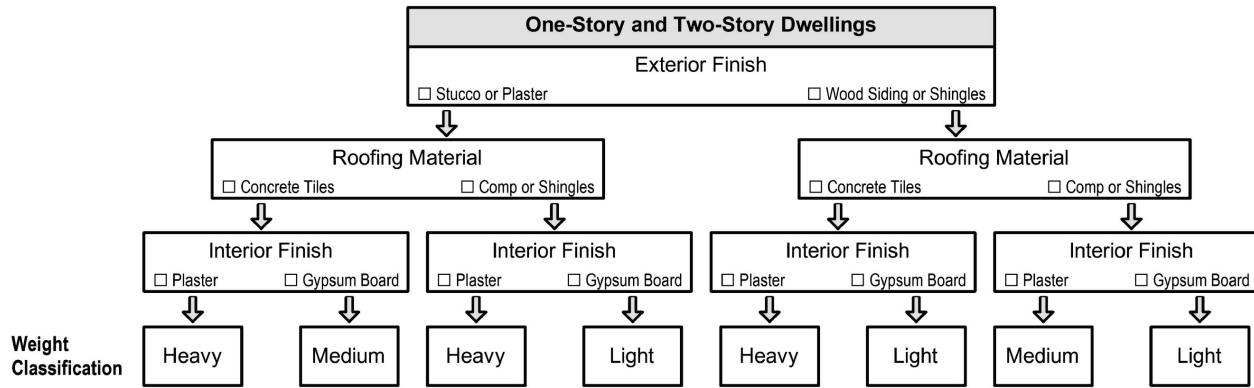 One-Story and Two-Story Dwellings
Exterior Finish
☐ Stucco or Plaster ☐ Wood Siding or Shingles
Roofing Material Roofing Material
☐ Concrete Tiles ☐ Comp or Shingles ☐ Concrete Tiles ☐ Comp or Shingles
Interior Finish Interior Finish Interior Finish Interior Finish
☐ Plaster ☐ Gypsum Board ☐ Plaster ☐ Gypsum Board ☐ Plaster ☐ Gypsum Board ☐ Plaster ☐ Gypsum Board
Weight
Classification
Heavy Medium Heavy Light Heavy Light Medium Light